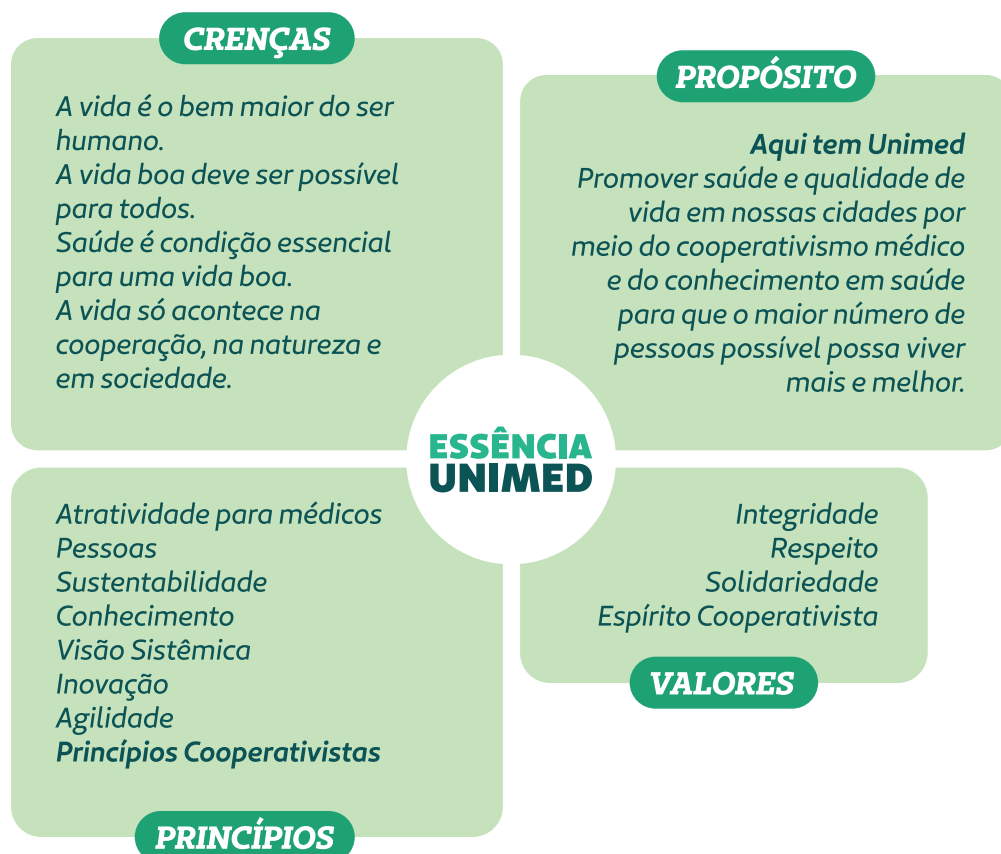 CRENÇAS
A vida é o bem maior do ser
humano.
A vida boa deve ser possível
para todos.
Saúde é condição essencial
para uma vida boa.
A vida só acontece na
cooperação, na natureza e
em sociedade.
PROPÓSITO
Aqui tem Unimed
Promover saúde e qualidade de
vida em nossas cidades por
meio do cooperativismo médico
e do conhecimento em saúde
para que o maior número de
pessoas possível possa viver
mais e melhor.
ESSÊNCIA
UNIMED
Atratividade para médicos
Pessoas
Sustentabilidade
Conhecimento
Visão Sistêmica
Inovação
Agilidade
Princípios Cooperativistas
PRINCÍPIOS
Integridade
Respeito
Solidariedade
Espírito Cooperativista
VALORES